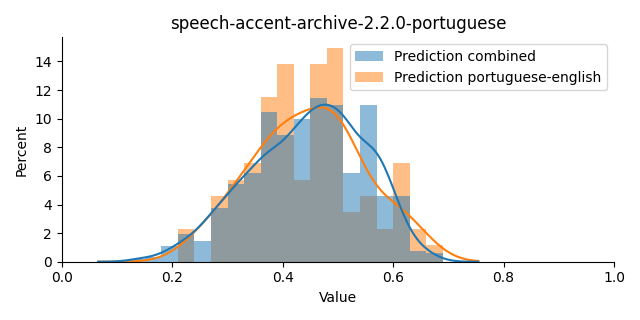 speech-accent-archive-2.2.0-portuguese
Prediction combined
Prediction portuguese-english
Percent
14
12
10
8
6
4
2
0
0.0 0.2 0.4 0.6 0.8 1.0
Value